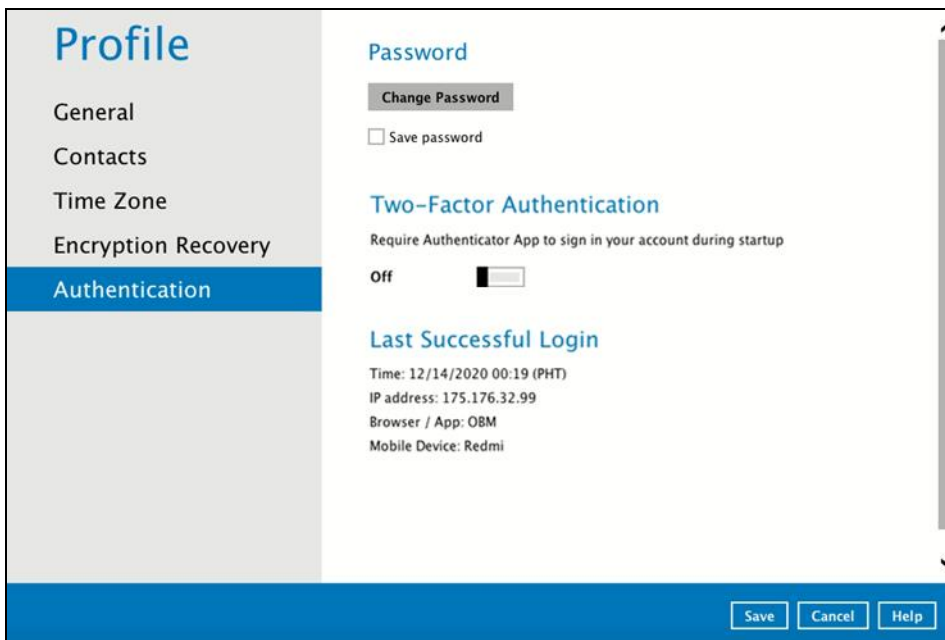 Profile
General
Contacts
Time Zone
Encryption Recovery
Authentication
Password
Change Password
Save password
Two-Factor Authentication
Require Authenticator App to sign in your account during startup
Off
Last Successful Login
Time: 12/14/2020 00:19 (PHT)
IP address: 175.176.32.99
Browser / App: OBM
Mobile Device: Redmi
Save Cancel Help